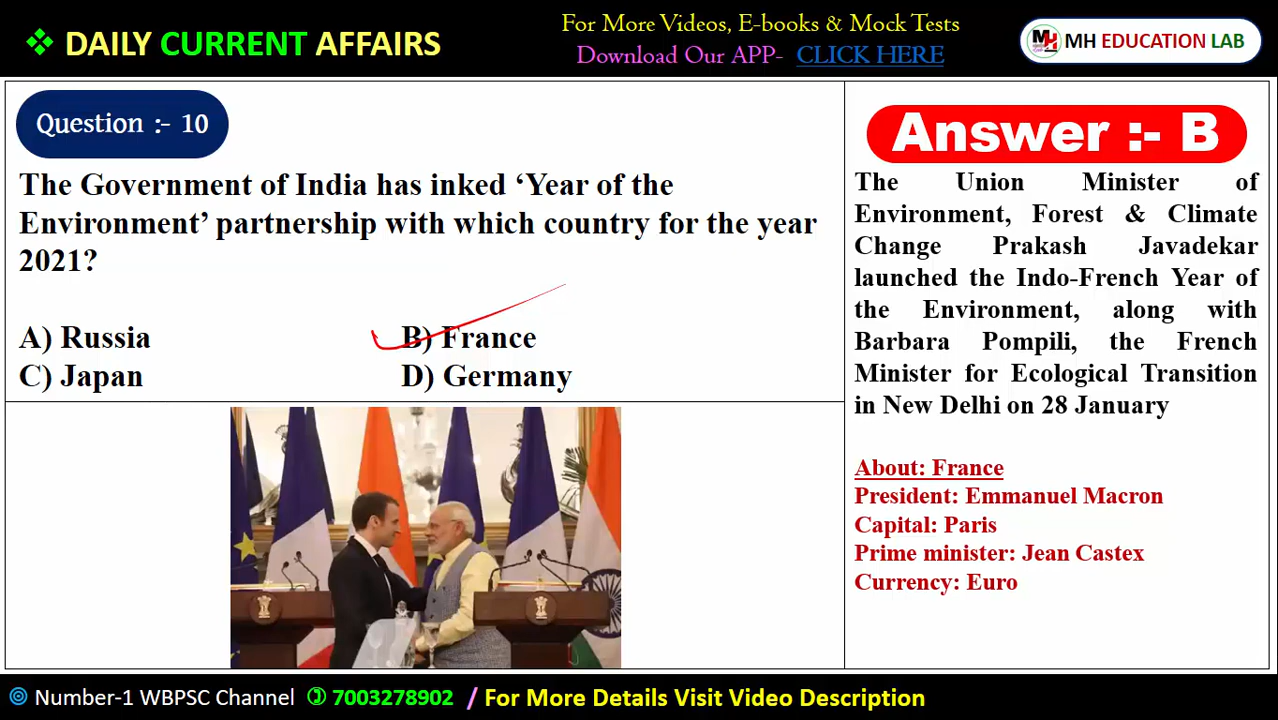 ❖ DAILY CURRENT AFFAIRS
For More Videos, E-books & Mock Tests
Download Our APP- CLICK HERE
MH EDUCATION LAB
Question :- 10
The Government of India has inked ‘Year of the
Environment’ partnership with which country for the year
2021?
A) Russia B) France
C) Japan D) Germany
Answer :- B
The Union Minister of
Environment, Forest & Climate
Change Prakash Javadekar
launched the Indo-French Year of
the Environment, along with
Barbara Pompili, the French
Minister for Ecological Transition
in New Delhi on 28 January
About: France
President: Emmanuel Macron
Capital: Paris
Prime minister: Jean Castex
Currency: Euro
Number-1 WBPSC Channel 7003278902 / For More Details Visit Video Description